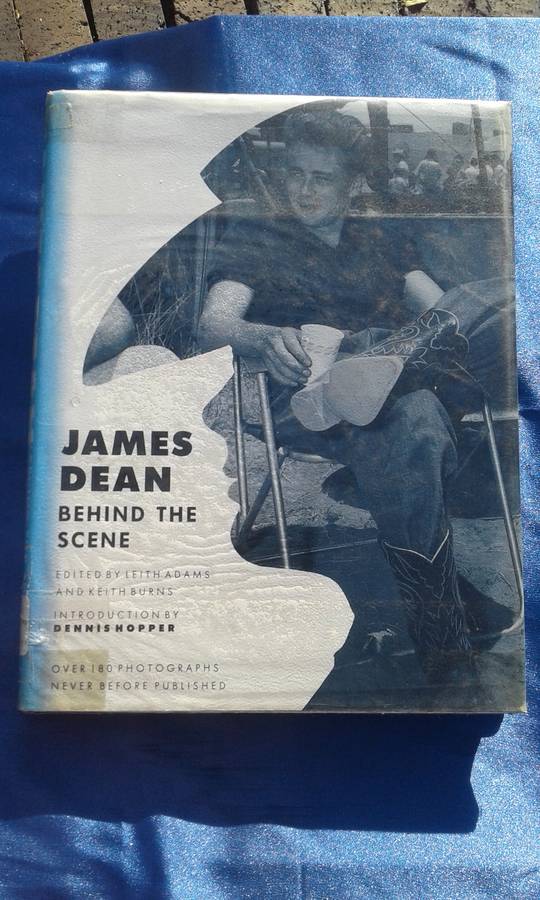 JAMES
DEAN
BEHIND THE
SCENE
EDITED BY LEITH ADAMS
AND KEITH BURNS
INTRODUCTION BY
DENNIS HOPPER
OVER 180 PHOTOGRAPHS
NEVER BEFORE PUBLISHED